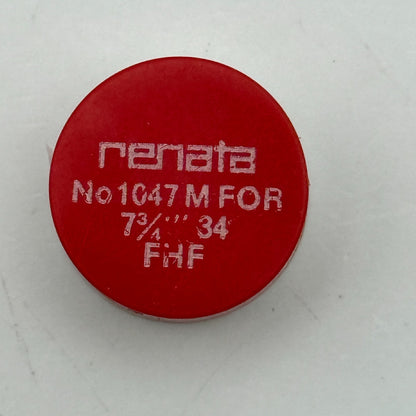 renata
No 1047 M FOR
7¾''' 34
FHF